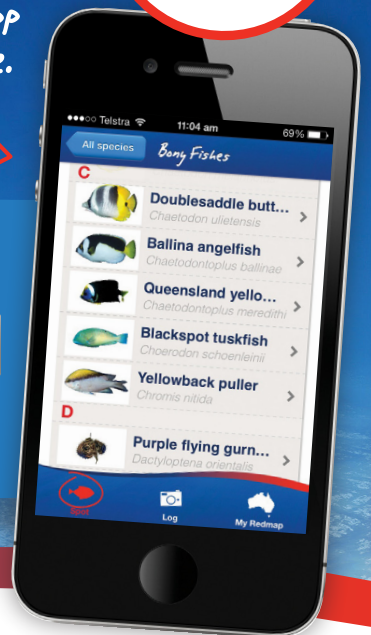 Telstra 11:04 am 69%
All species Bony Fishes
C
Doublesaddle butt...
Chaetodon ulietensis
Ballina angelfish
Chaetodontoplus ballinae
Queensland yello...
Chaetodontoplus meredithi
Blackspot tuskfish
Choerodon schoenleinii
Yellowback puller
Chromis nitida
D
Purple flying gurn...
Dactyloptena orientalis
Log My Redmap